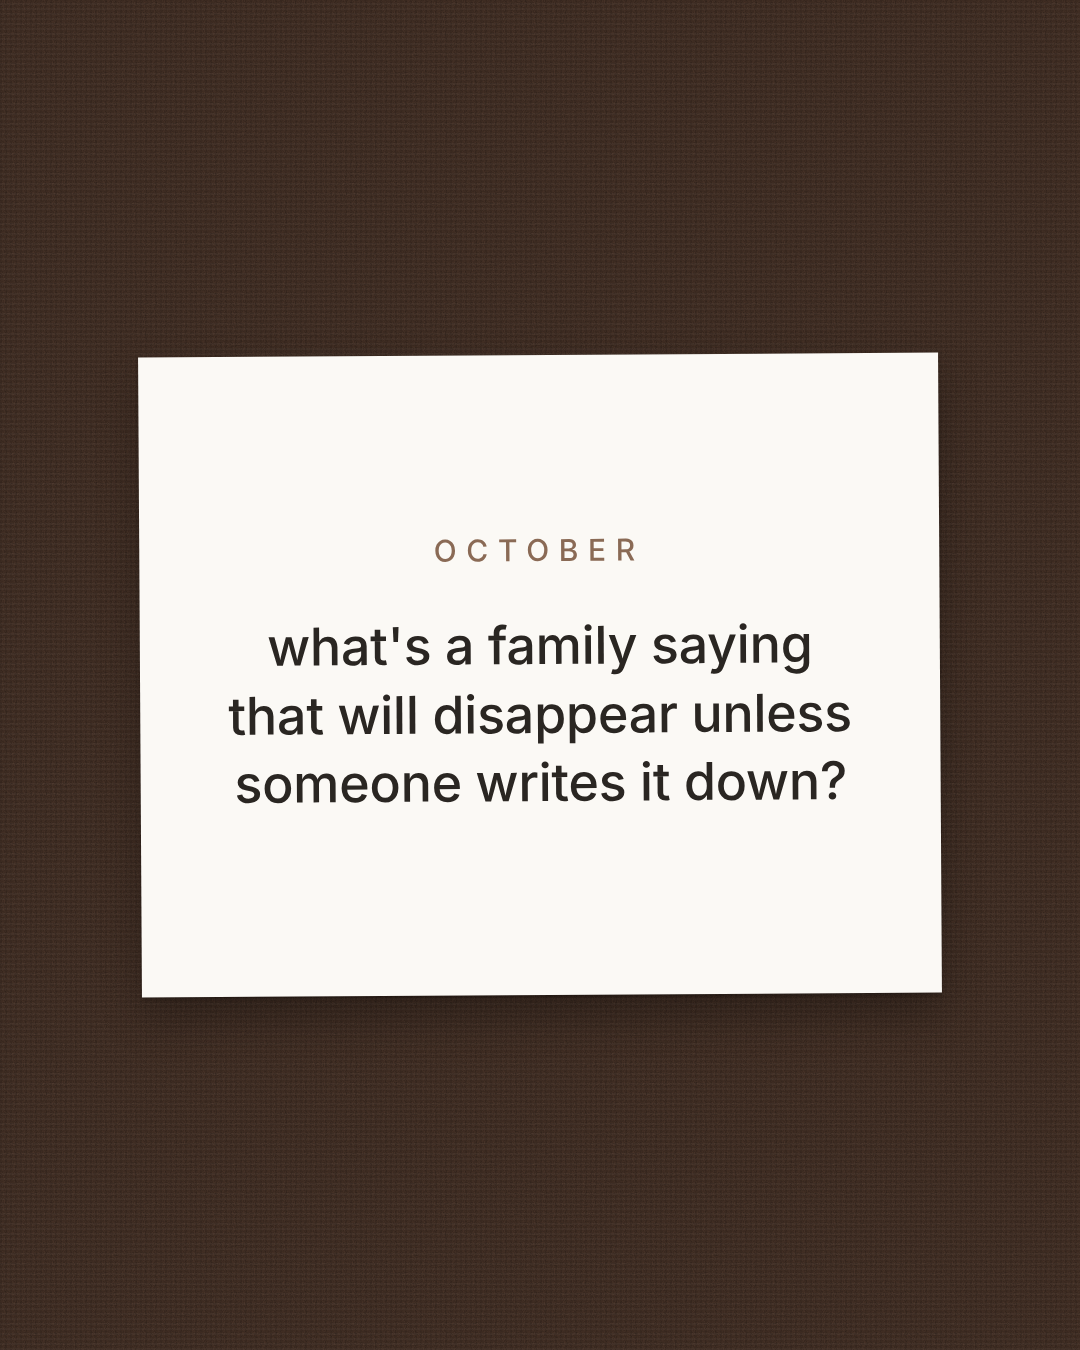 OCTOBER
what's a family saying
that will disappear unless
someone writes it down?